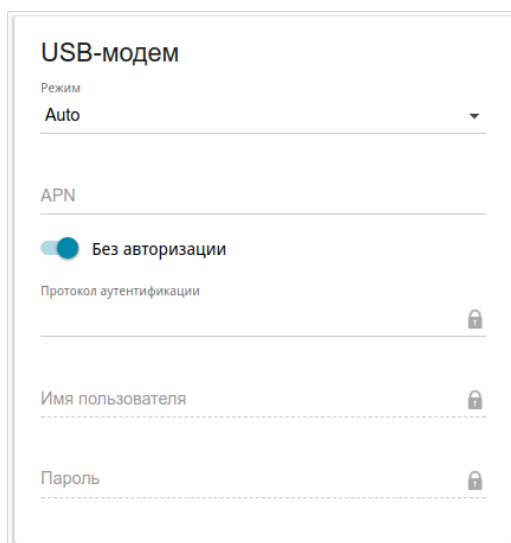 USB-модем
Режим
Auto
APN
Без авторизации
Протокол аутентификации
Имя пользователя
Пароль